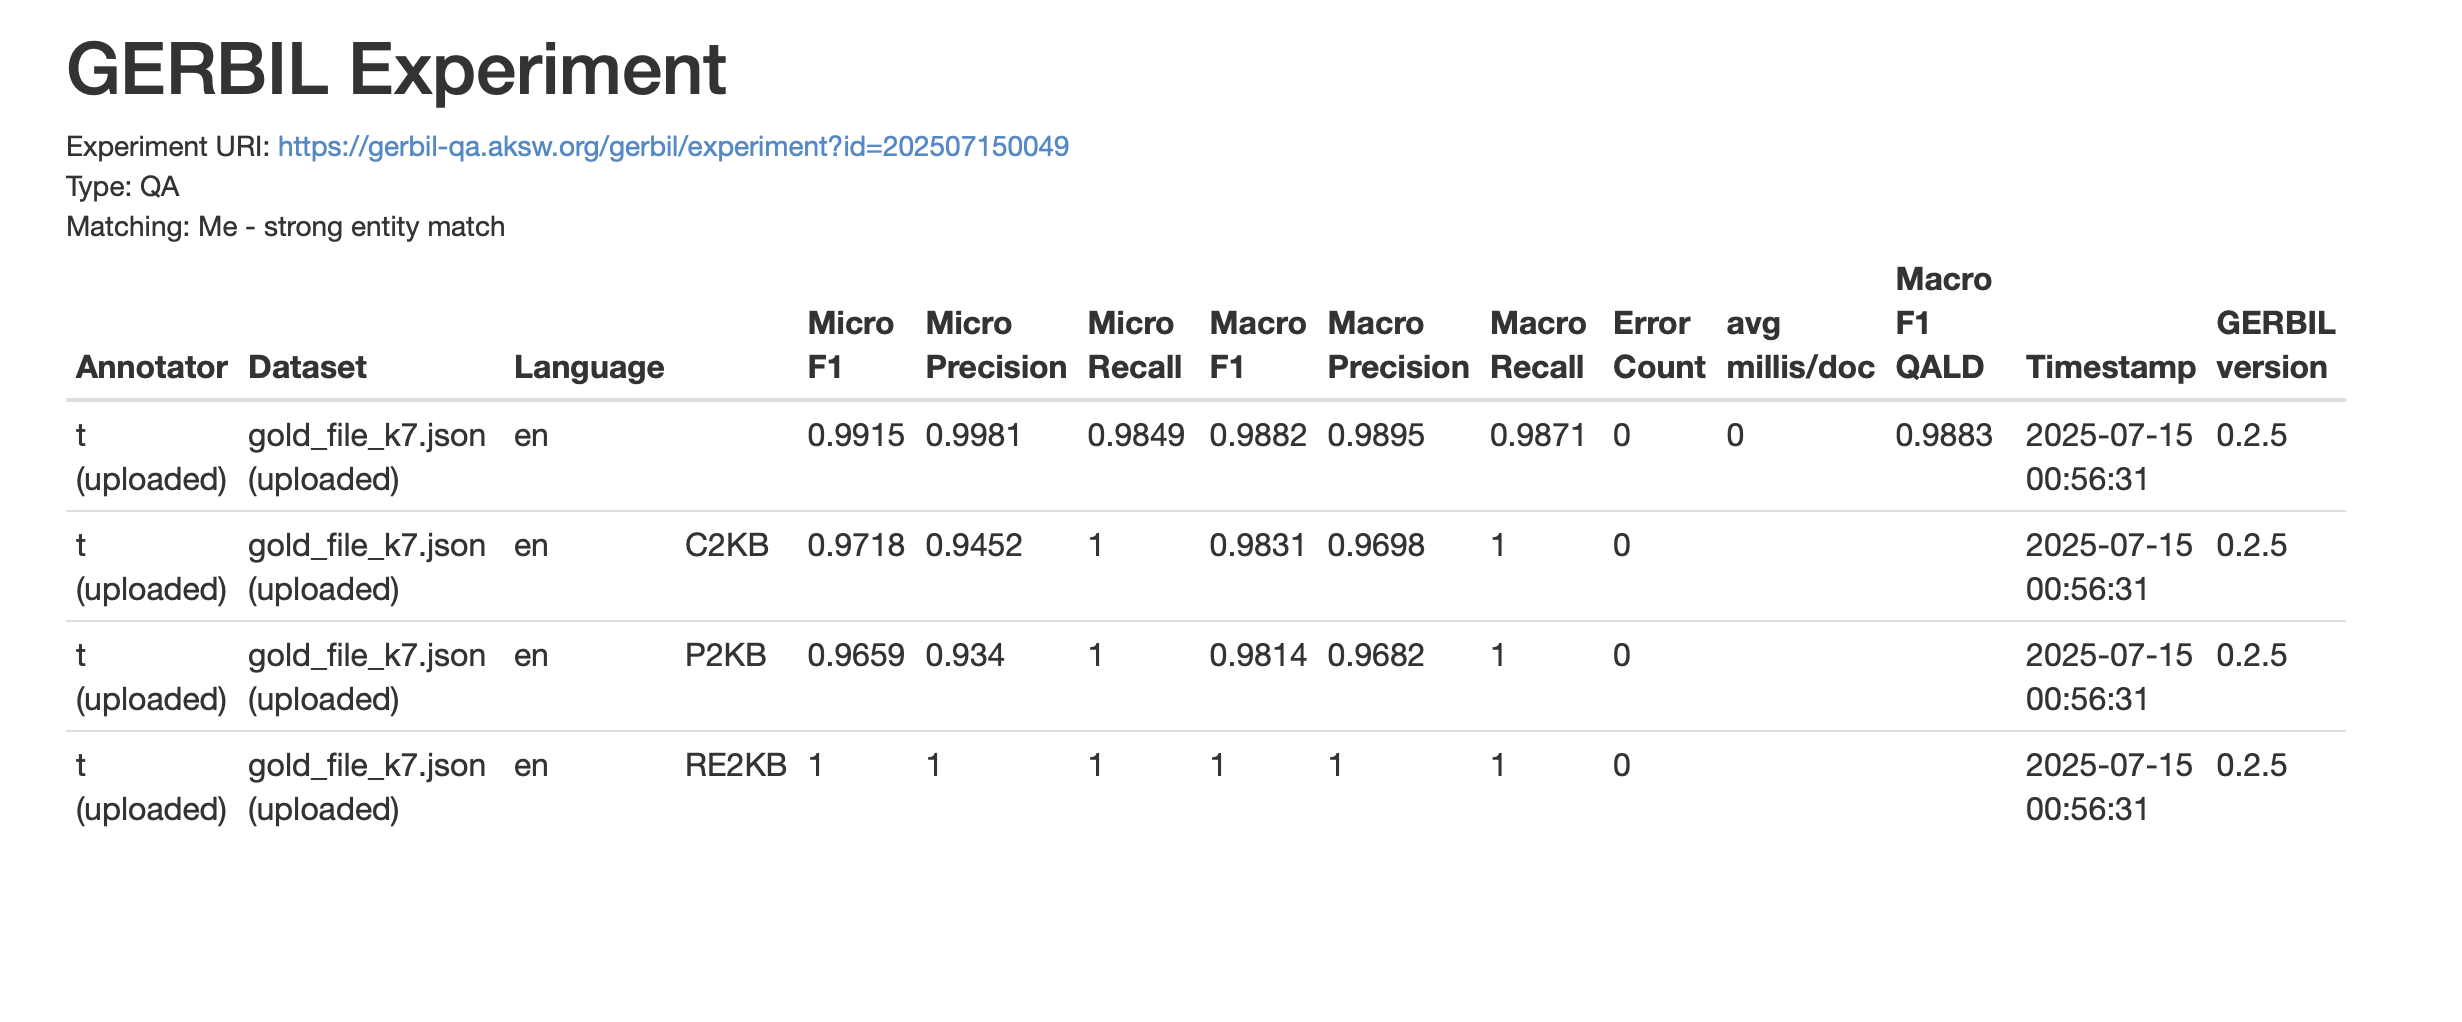 GERBIL Experiment
Experiment URI: https://gerbil-qa.aksw.org/gerbil/experiment?id=202507150049
Type: QA
Matching: Me - strong entity match
Annotator Dataset Language Micro F1 Micro Precision Micro Recall Macro F1 Macro Precision Macro Recall Error Count avg millis/doc Macro F1 QALD Timestamp GERBIL version
t (uploaded) gold_file_k7.json (uploaded) en 0.9915 0.9981 0.9849 0.9882 0.9895 0.9871 0 0 0.9883 2025-07-15 00:56:31 0.2.5
t (uploaded) gold_file_k7.json (uploaded) en C2KB 0.9718 0.9452 1 0.9831 0.9698 1 0 2025-07-15 00:56:31 0.2.5
t (uploaded) gold_file_k7.json (uploaded) en P2KB 0.9659 0.934 1 0.9814 0.9682 1 0 2025-07-15 00:56:31 0.2.5
t (uploaded) gold_file_k7.json (uploaded) en RE2KB 1 1 1 1 1 1 0 2025-07-15 00:56:31 0.2.5